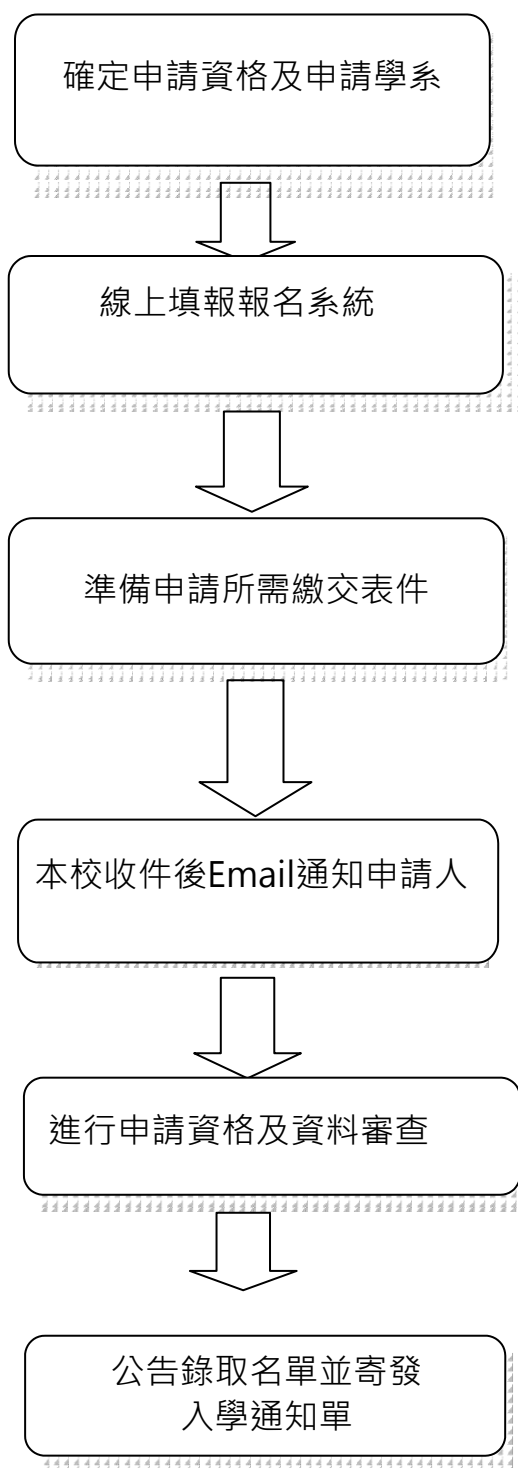 確定申請資格及申請學系
線上填報報名系統
準備申請所需繳交表件
本校收件後Email通知申請人
進行申請資格及資料審查
公告錄取名單並寄發
入學通知單